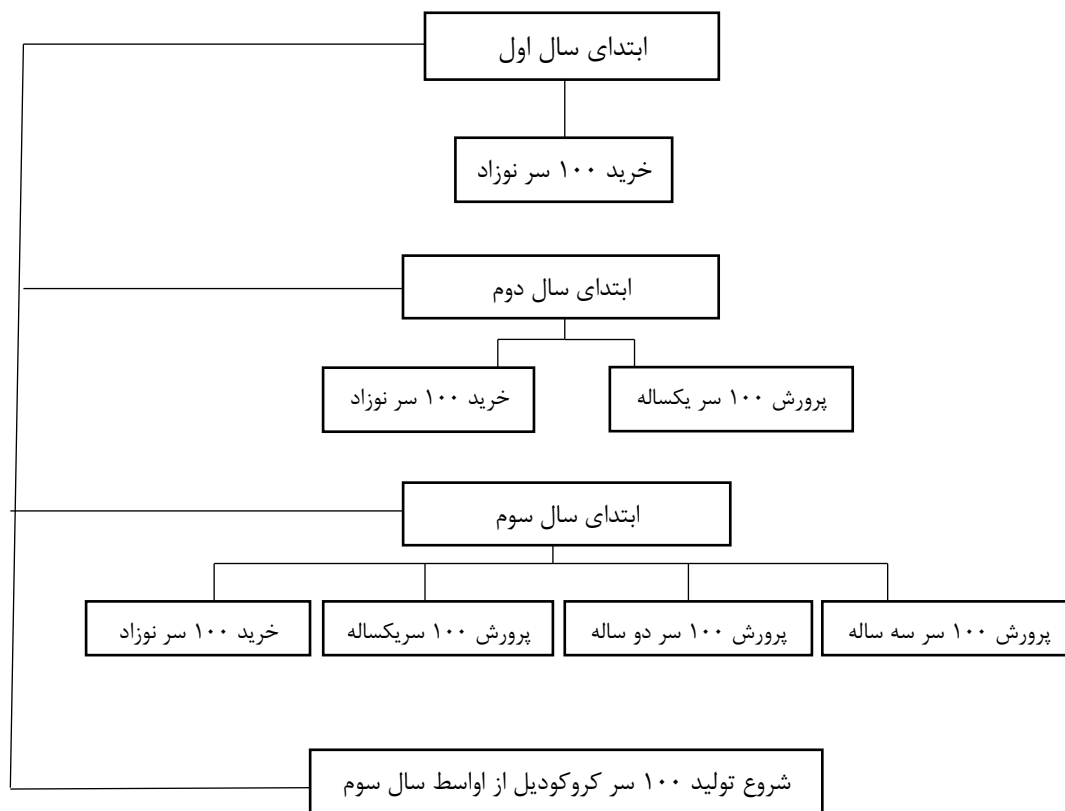 ابتدای سال اول
خرید ۱۰۰ سر نوزاد
ابتدای سال دوم
پرورش ۱۰۰ سر یکساله
خرید ۱۰۰ سر نوزاد
ابتدای سال سوم
پرورش ۱۰۰ سر سه ساله
پرورش ۱۰۰ سر دو ساله
پرورش ۱۰۰ سریکساله
خرید ۱۰۰ سر نوزاد
شروع تولید ۱۰۰ سر کروکودیل از اواسط سال سوم